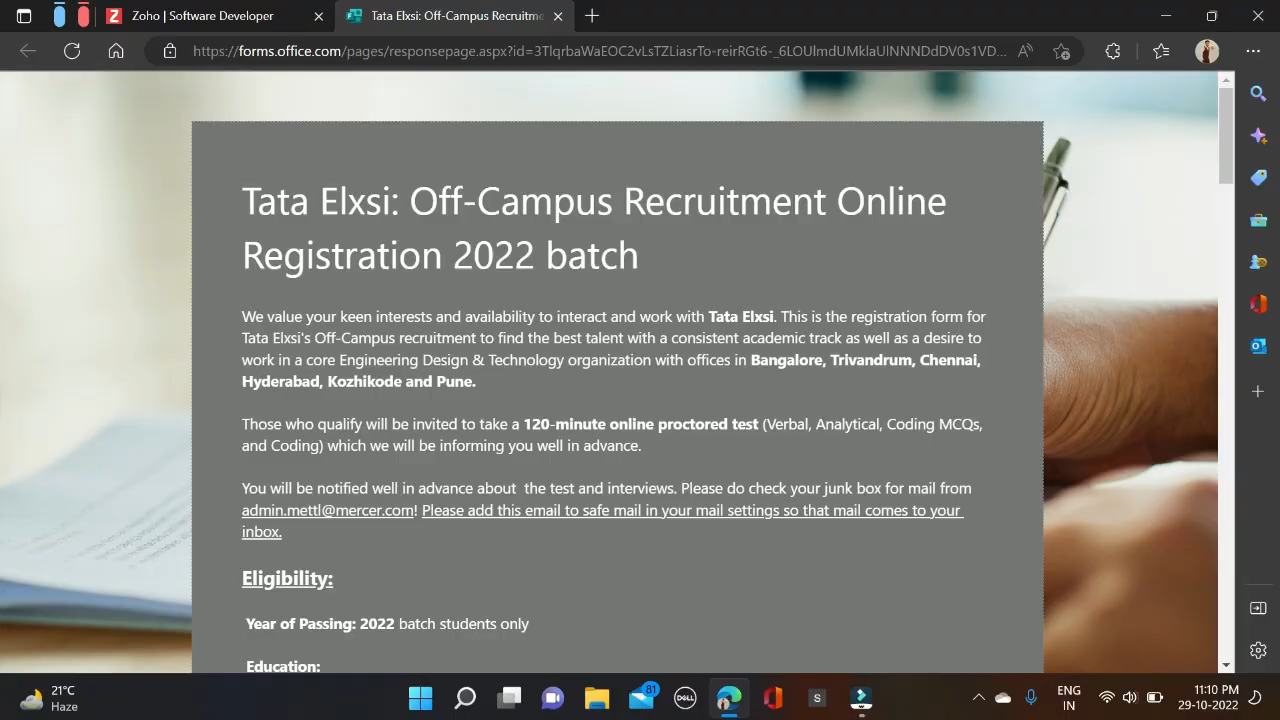 Zoho | Software Developer
Tata Elxsi: Off-Campus Recruitme
https://forms.office.com/pages/responsepage.aspx?id=3TlqrbaWaEOC2vLsTZLiasrTo-reirRGt6-_6LOUlmdUMklaUlNNNDdDV0s1VD...
Tata Elxsi: Off-Campus Recruitment Online
Registration 2022 batch
We value your keen interests and availability to interact and work with Tata Elxsi. This is the registration form for
Tata Elxsi's Off-Campus recruitment to find the best talent with a consistent academic track as well as a desire to
work in a core Engineering Design & Technology organization with offices in Bangalore, Trivandrum, Chennai,
Hyderabad, Kozhikode and Pune.
Those who qualify will be invited to take a 120-minute online proctored test (Verbal, Analytical, Coding MCQs,
and Coding) which we will be informing you well in advance.
You will be notified well in advance about  the test and interviews. Please do check your junk box for mail from
admin.mettl@mercer.com! Please add this email to safe mail in your mail settings so that mail comes to your
inbox.
Eligibility:
Year of Passing: 2022 batch students only
Education:
21°C
Haze
81
DELL
S
ENG
IN
11:10 PM
29-10-2022